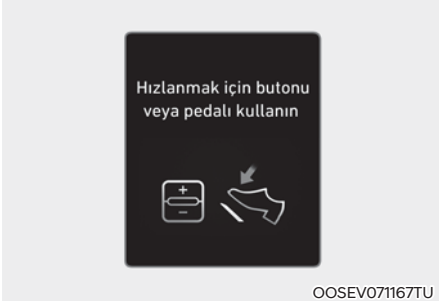 Hızlanmak için butonu
veya pedalı kullanın
+
−
OOSEV071167TU